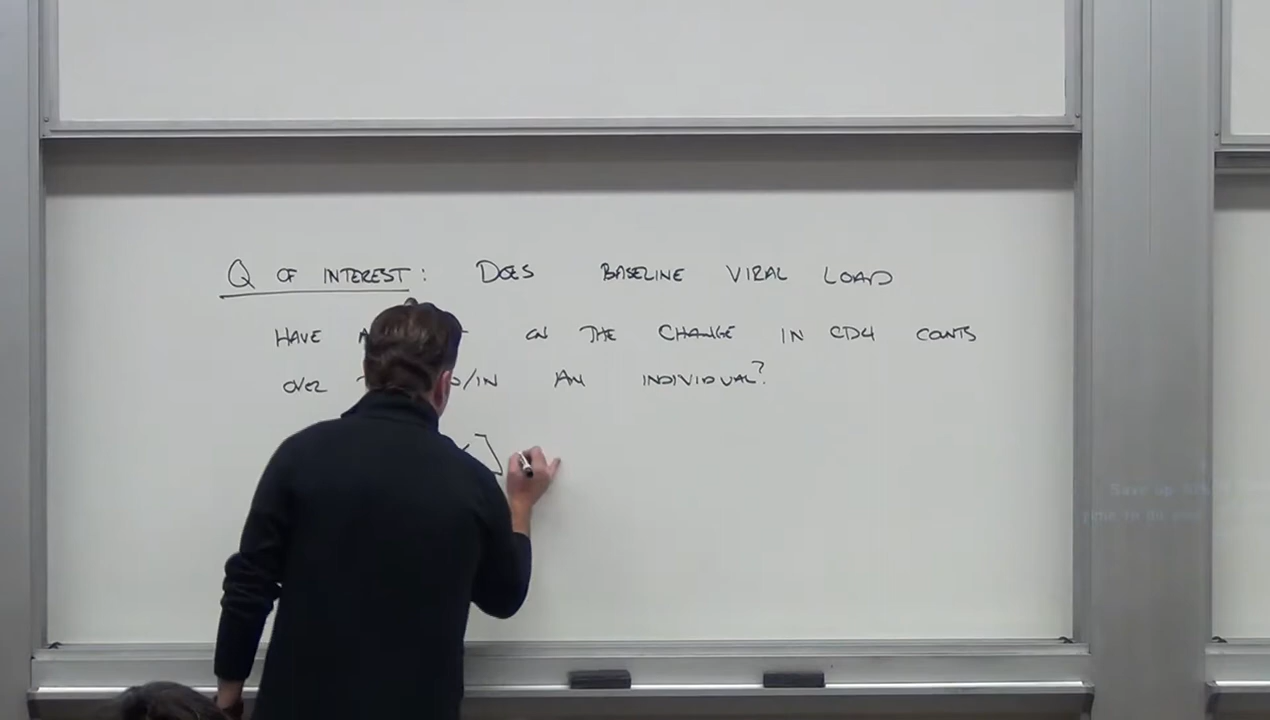 Q OF INTEREST: DOES BASELINE VIRAL LOAD
HAVE ON THE CHANGE IN CD4 COUNTS
OVER /IN AN INDIVIDUAL?